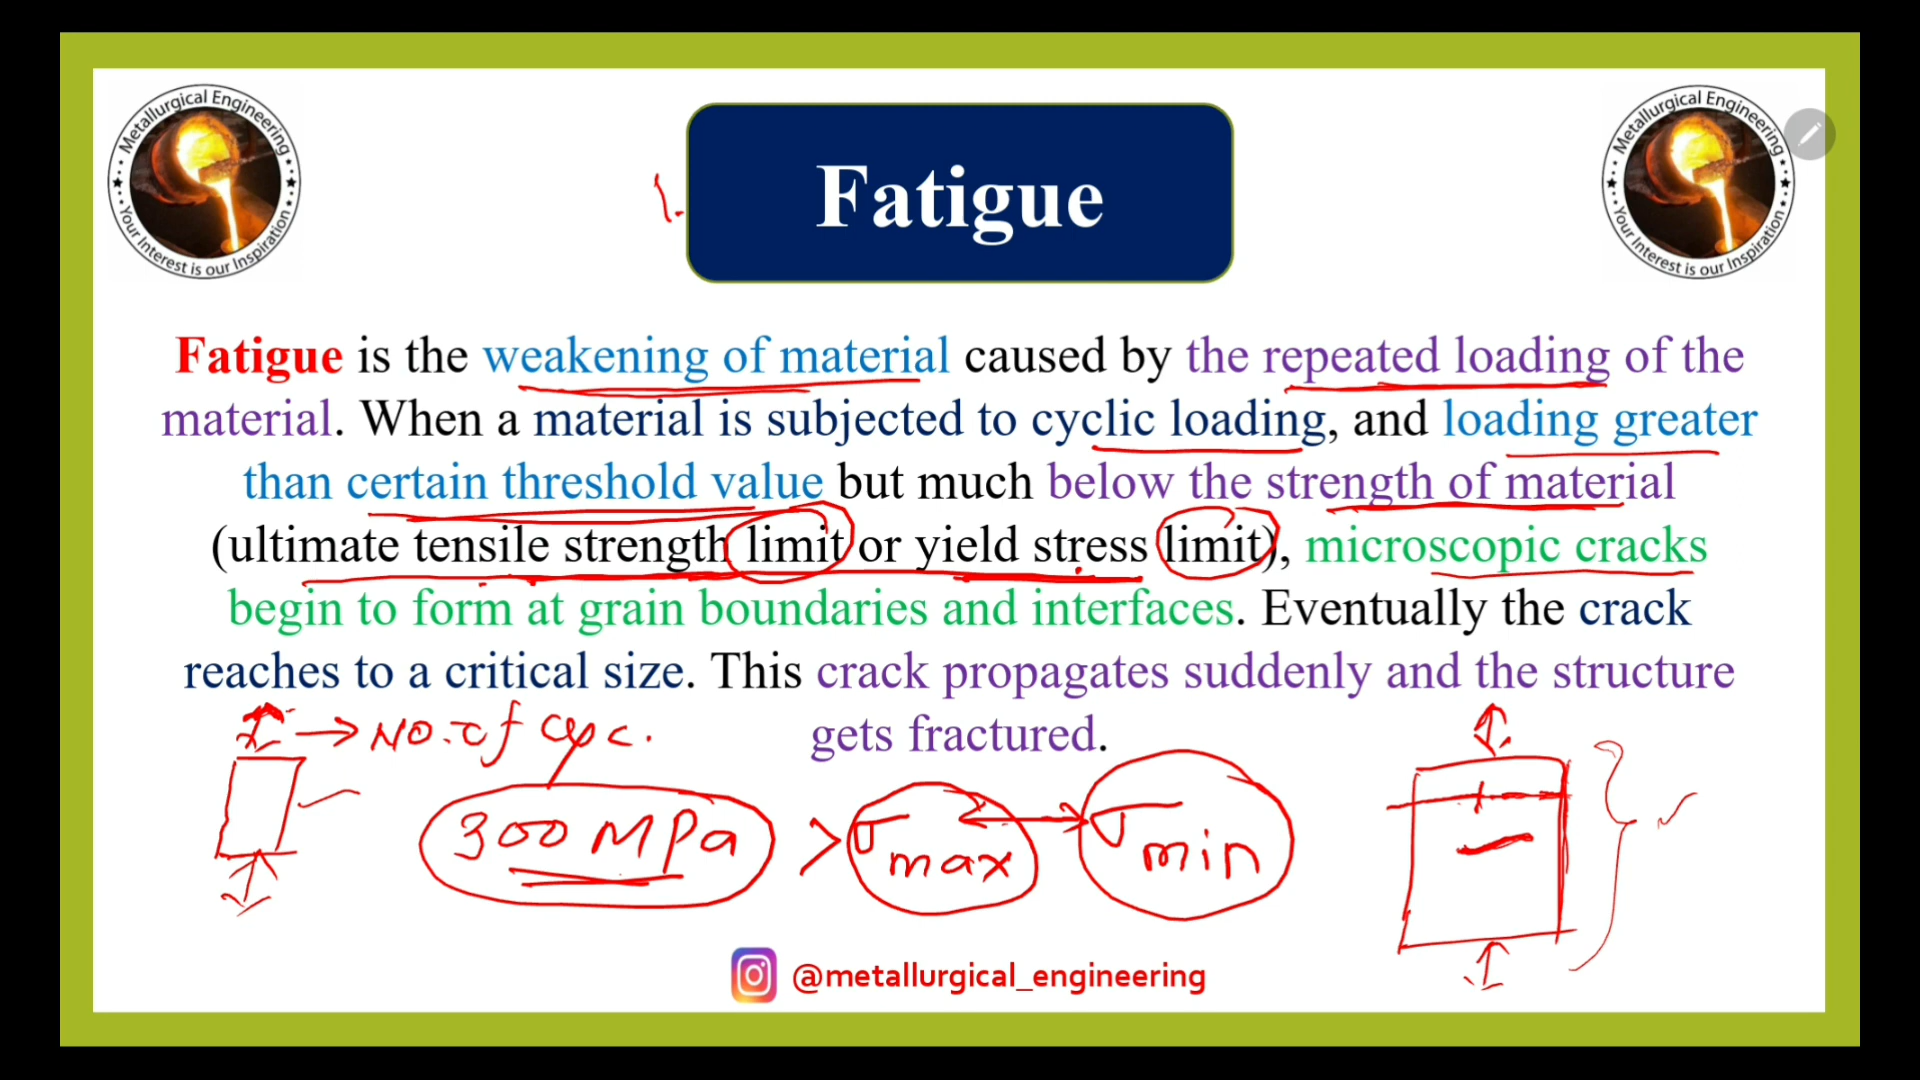 Metallurgical Engineering
Your Interest is our Inspiration
1.
Fatigue
Metallurgical Engineering
Your Interest is our Inspiration
Fatigue is the weakening of material caused by the repeated loading of the
material. When a material is subjected to cyclic loading, and loading greater
than certain threshold value but much below the strength of material
(ultimate tensile strength limit or yield stress limit), microscopic cracks
begin to form at grain boundaries and interfaces. Eventually the crack
reaches to a critical size. This crack propagates suddenly and the structure
gets fractured.
→ No. of cyc.
300 MPa > σmax σmin
@metallurgical_engineering